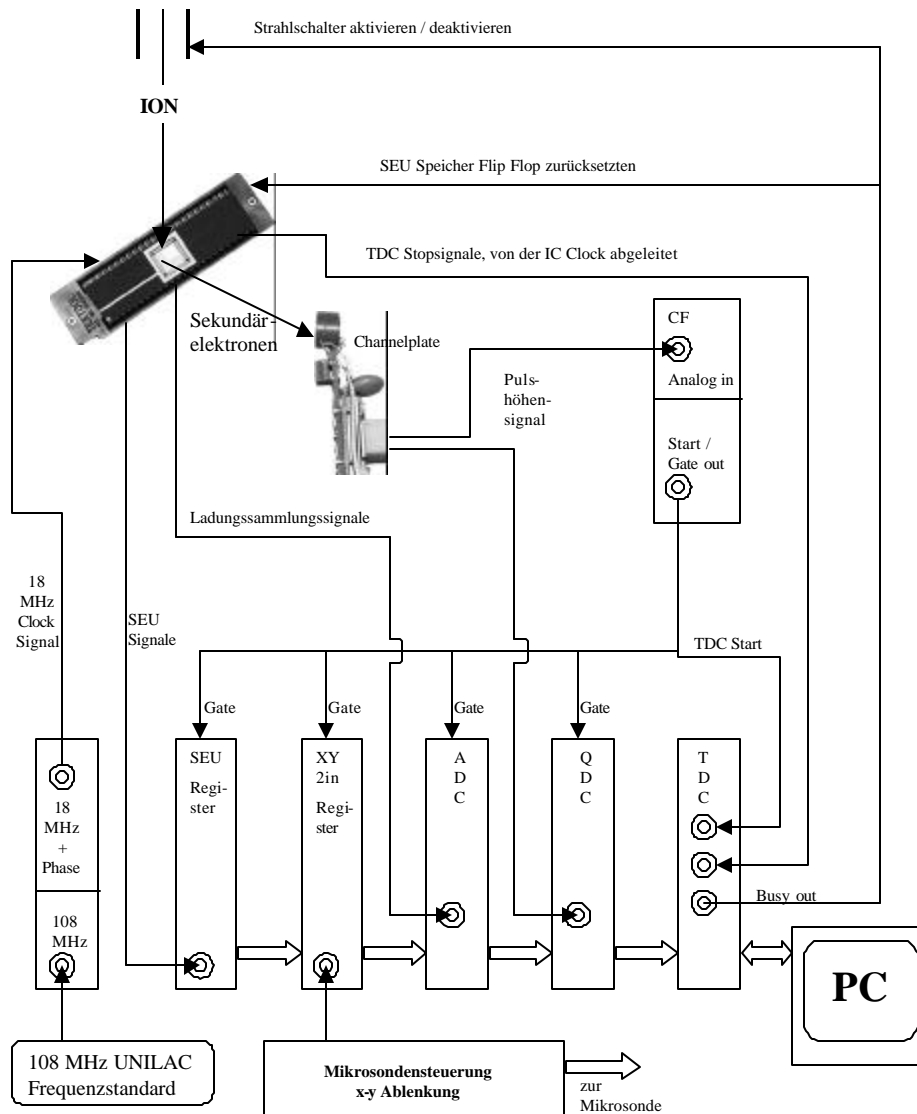 Strahlschalter aktivieren / deaktivieren
ION
SEU Speicher Flip Flop zurücksetzten
TDC Stopsignale, von der IC Clock abgeleitet
Sekundär-
elektronen
Channelplate
CF
Analog in
Puls-
höhen-
signal
Start /
Gate out
Ladungssammlungssignale
18
MHz
Clock
Signal
SEU
Signale
TDC Start
Gate
Gate
Gate
Gate
SEU
Regi-
ster
XY
2in
Regi-
ster
A
D
C
Q
D
C
T
D
C
18
MHz
+
Phase
108
MHz
Busy out
PC
108 MHz UNILAC
Frequenzstandard
Mikrosondensteuerung
x-y Ablenkung
zur
Mikrosonde